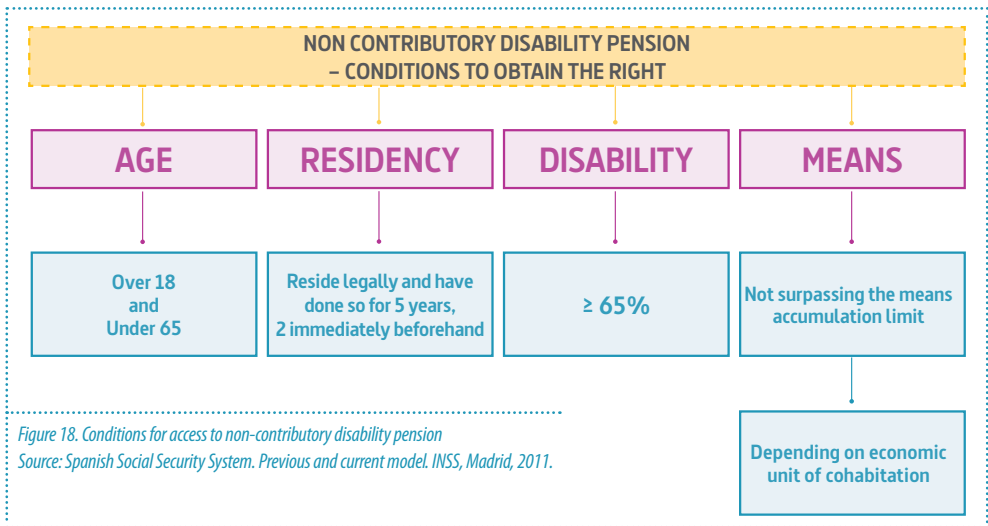 NON CONTRIBUTORY DISABILITY PENSION
– CONDITIONS TO OBTAIN THE RIGHT
AGE
RESIDENCY
DISABILITY
MEANS
Over 18
and
Under 65
Reside legally and have
done so for 5 years,
2 immediately beforehand
≥ 65%
Not surpassing the means
accumulation limit
Depending on economic
unit of cohabitation
Figure 18. Conditions for access to non-contributory disability pension
Source: Spanish Social Security System. Previous and current model. INSS, Madrid, 2011.